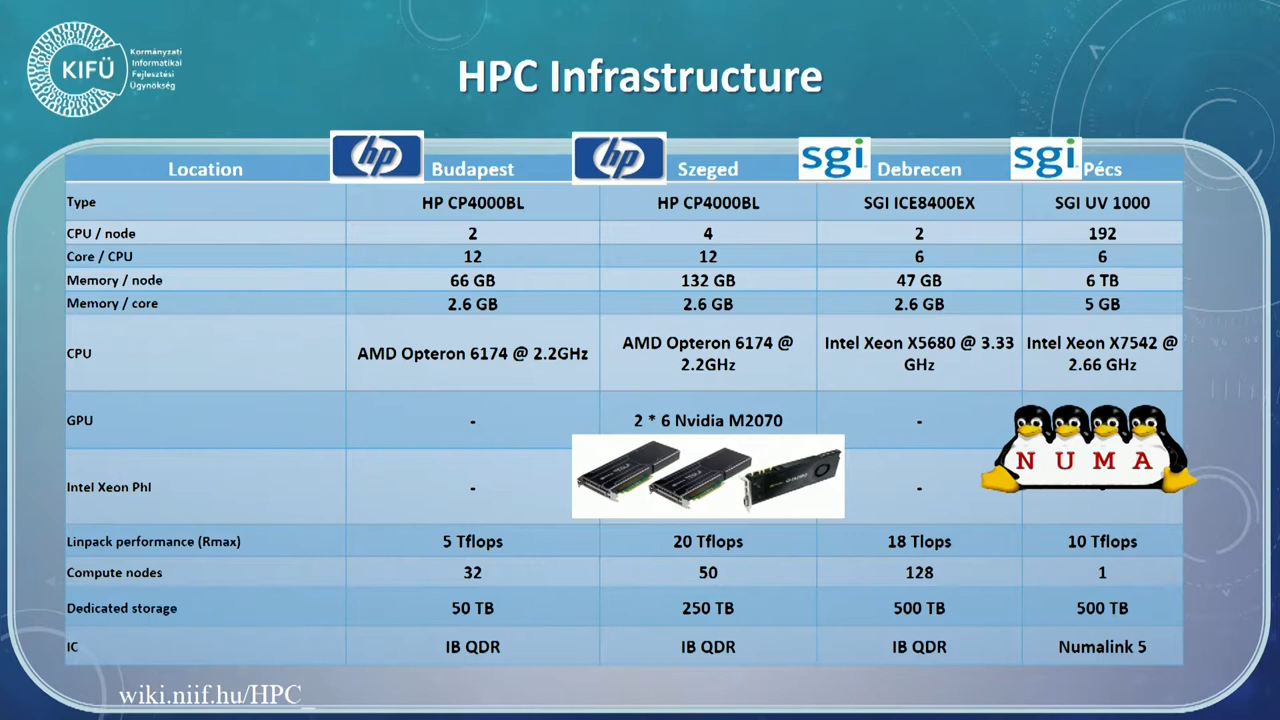 KIFÜ
Kormányzati
Informatikai
Fejlesztési
Ügynökség
HPC Infrastructure
Location hp Budapest hp Szeged sgi Debrecen sgi Pécs
Type HP CP4000BL HP CP4000BL SGI ICE8400EX SGI UV 1000
CPU / node 2 4 2 192
Core / CPU 12 12 6 6
Memory / node 66 GB 132 GB 47 GB 6 TB
Memory / core 2.6 GB 2.6 GB 2.6 GB 5 GB
CPU AMD Opteron 6174 @ 2.2GHz AMD Opteron 6174 @ 2.2GHz Intel Xeon X5680 @ 3.33 GHz Intel Xeon X7542 @ 2.66 GHz
GPU - 2 * 6 Nvidia M2070 -
NUMA
Intel Xeon PhI - -
Linpack performance (Rmax) 5 Tflops 20 Tflops 18 Tlops 10 Tflops
Compute nodes 32 50 128 1
Dedicated storage 50 TB 250 TB 500 TB 500 TB
IC IB QDR IB QDR IB QDR Numalink 5
wiki.niif.hu/HPC_